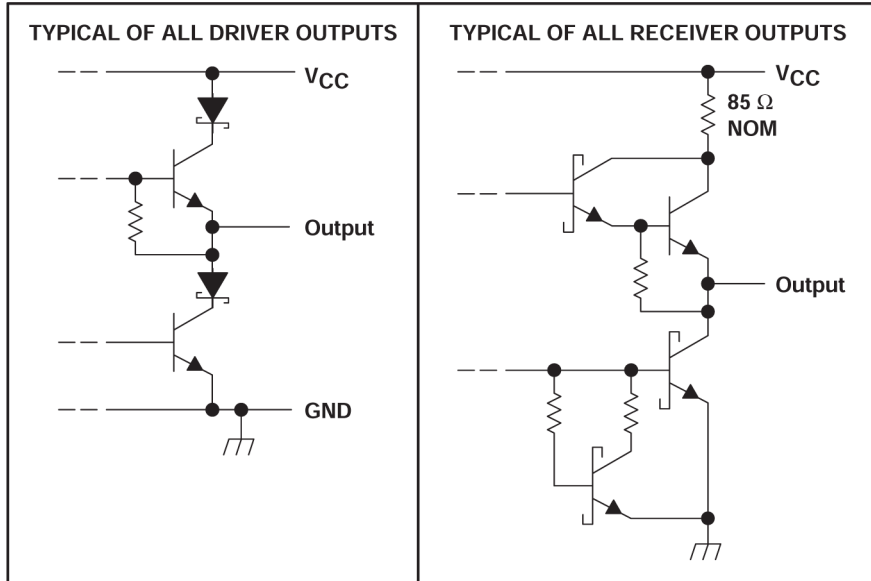 TYPICAL OF ALL DRIVER OUTPUTS
VCC
Output
GND
TYPICAL OF ALL RECEIVER OUTPUTS
VCC
85 Ω
NOM
Output